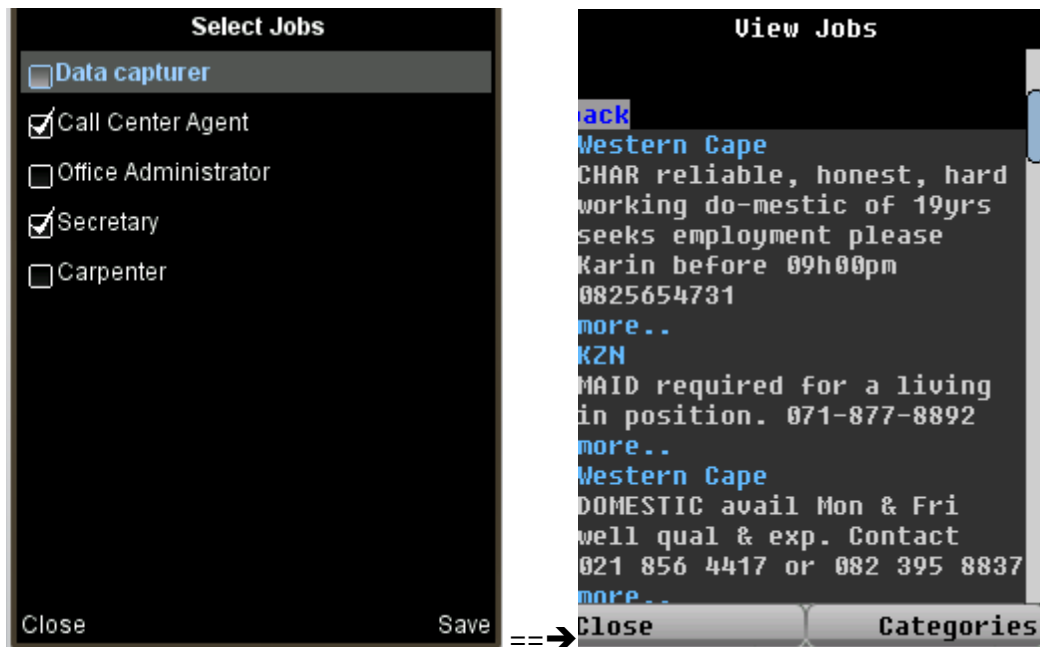 Select Jobs
Data capturer
Call Center Agent
Office Administrator
Secretary
Carpenter
Close Save
==➔
View Jobs
back
Western Cape
CHAR reliable, honest, hard
working do-mestic of 19yrs
seeks employment please
Karin before 09h00pm
0825654731
more..
KZN
MAID required for a living
in position. 071-877-8892
more..
Western Cape
DOMESTIC avail Mon & Fri
well qual & exp. Contact
021 856 4417 or 082 395 8837
more..
Close Categories